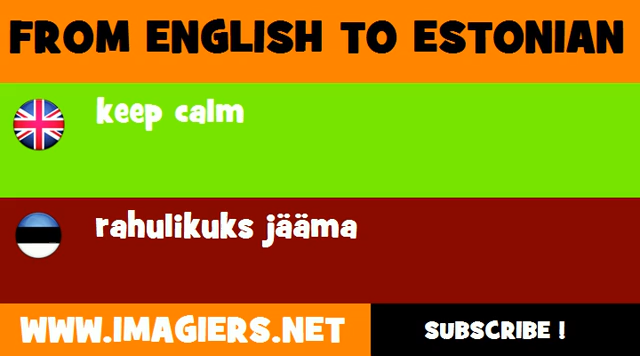 FROM ENGLISH TO ESTONIAN
keep calm
rahulikuks jääma
WWW.IMAGIERS.NET
SUBSCRIBE !